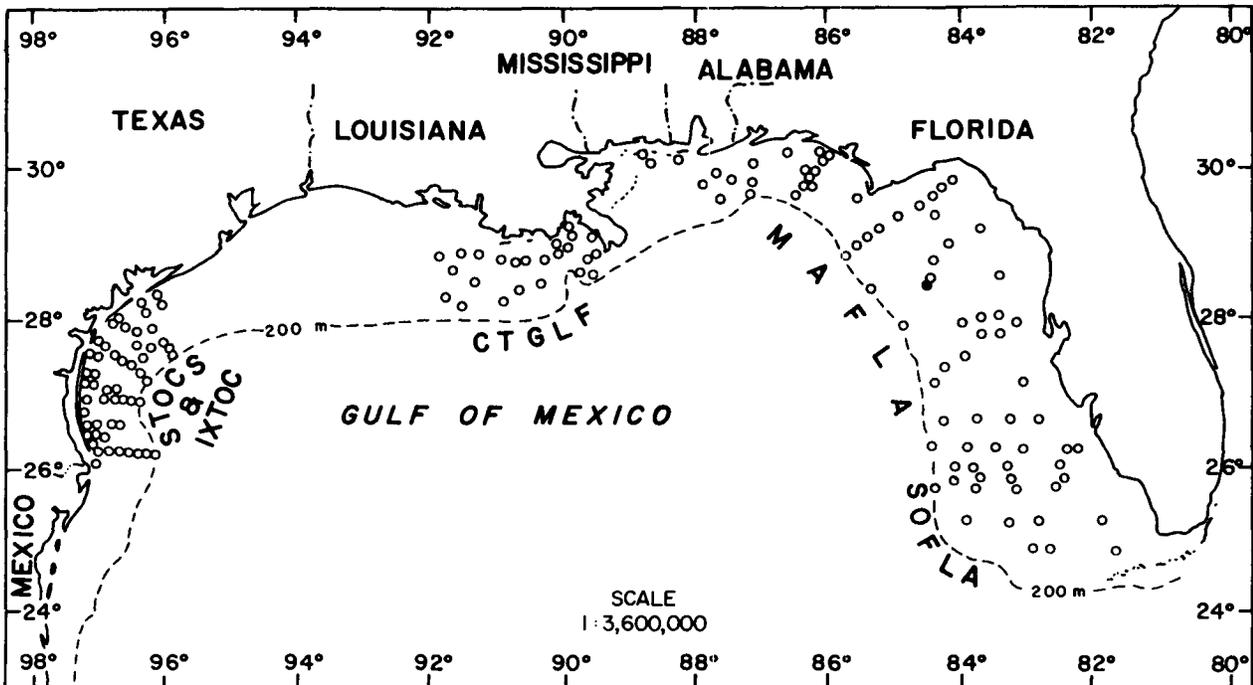 98° 96° 94° 92° 90° 88° 86° 84° 82° 80°
MISSISSIPPI ALABAMA
TEXAS LOUISIANA FLORIDA
30° 30°
28° 28°
200 m
CTGLF
MAFLA
STOCS
&
IXTOC
GULF OF MEXICO
26° 26°
SOFLA
MEXICO
200 m
SCALE
1:3,600,000
24° 24°
98° 96° 94° 92° 90° 88° 86° 84° 82° 80°